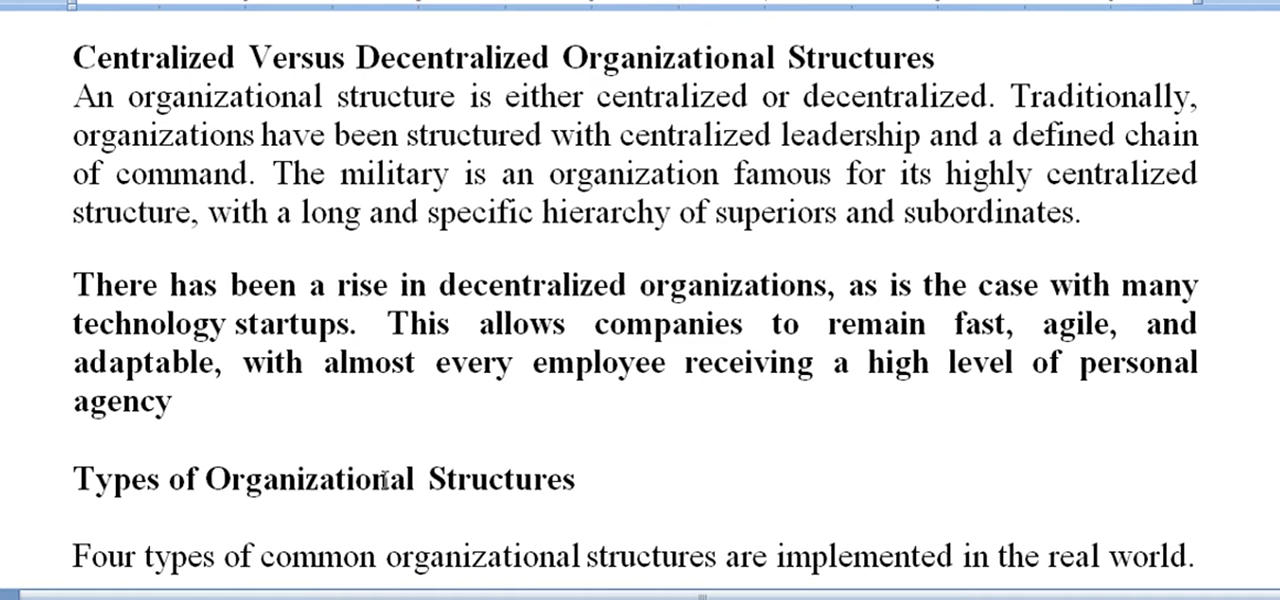 Centralized Versus Decentralized Organizational Structures
An organizational structure is either centralized or decentralized. Traditionally,
organizations have been structured with centralized leadership and a defined chain
of command. The military is an organization famous for its highly centralized
structure, with a long and specific hierarchy of superiors and subordinates.
There has been a rise in decentralized organizations, as is the case with many
technology startups. This allows companies to remain fast, agile, and
adaptable, with almost every employee receiving a high level of personal
agency
Types of Organizational Structures
Four types of common organizational structures are implemented in the real world.